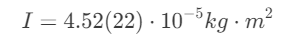 I = 4.52(22) · 10⁻⁵kg · m²